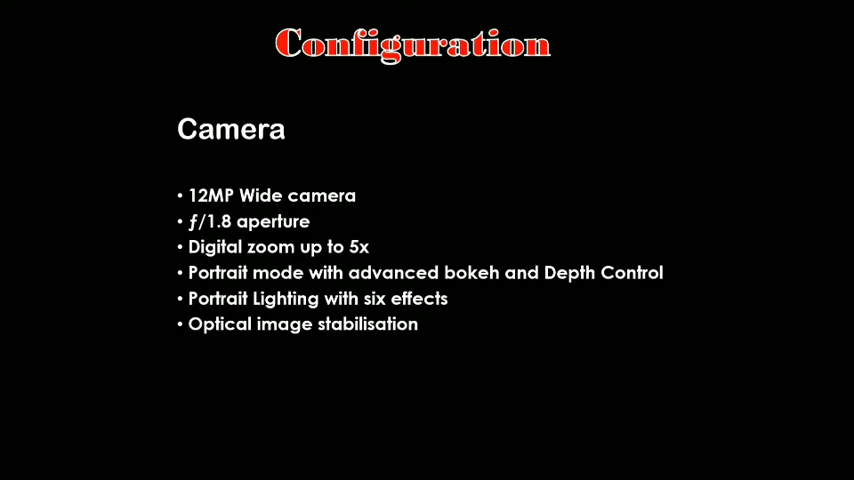 Configuration
Camera
• 12MP Wide camera
• ƒ/1.8 aperture
• Digital zoom up to 5x
• Portrait mode with advanced bokeh and Depth Control
• Portrait Lighting with six effects
• Optical image stabilisation